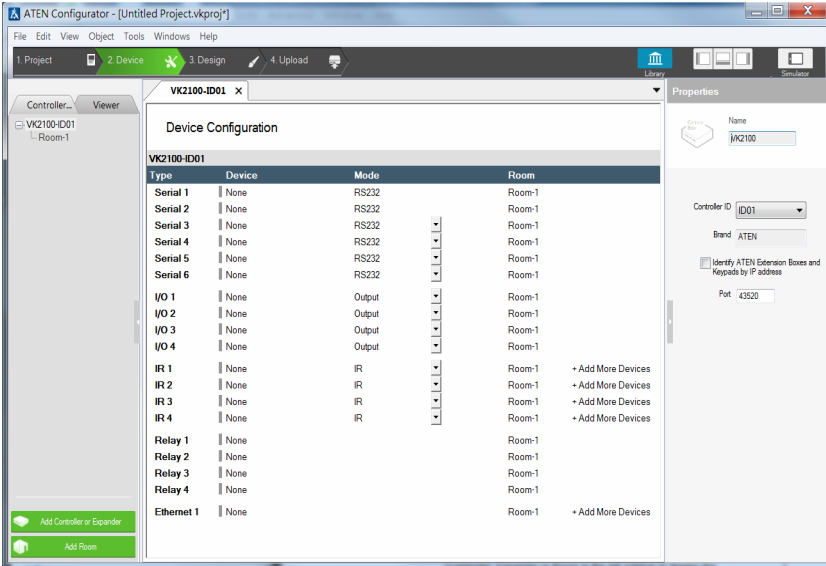 ATEN Configurator - [Untitled Project.vkproj*]
File Edit View Object Tools Windows Help
1. Project 2. Device 3. Design 4. Upload Library Simulator
Controller... Viewer
VK2100-ID01
Room-1
Add Controller or Expander
Add Room
VK2100-ID01 X
Device Configuration
VK2100-ID01
Type Device Mode Room
Serial 1 None RS232 Room-1
Serial 2 None RS232 Room-1
Serial 3 None RS232 Room-1
Serial 4 None RS232 Room-1
Serial 5 None RS232 Room-1
Serial 6 None RS232 Room-1
I/O 1 None Output Room-1
I/O 2 None Output Room-1
I/O 3 None Output Room-1
I/O 4 None Output Room-1
IR 1 None IR Room-1 + Add More Devices
IR 2 None IR Room-1 + Add More Devices
IR 3 None IR Room-1 + Add More Devices
IR 4 None IR Room-1 + Add More Devices
Relay 1 None Room-1
Relay 2 None Room-1
Relay 3 None Room-1
Relay 4 None Room-1
Ethernet 1 None Room-1 + Add More Devices
Properties
Name
VK2100
Controller ID ID01
Brand ATEN
Identify ATEN Extension Boxes and
Keypads by IP address
Port 43520